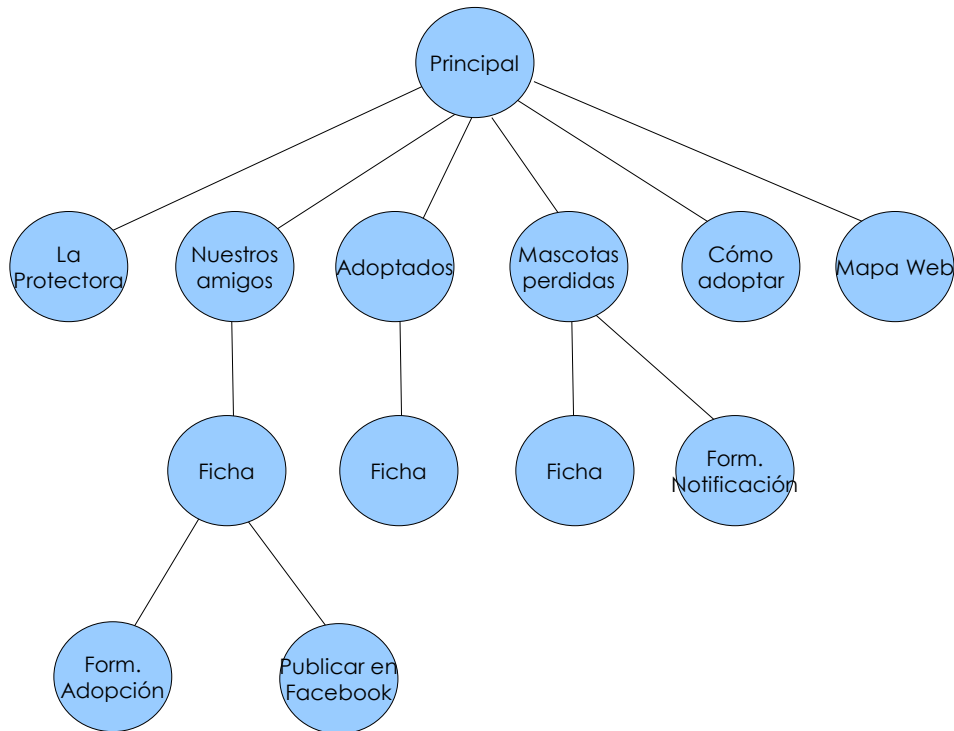 Principal
La
Protectora
Nuestros
amigos
Adoptados
Mascotas
perdidas
Cómo
adoptar
Mapa Web
Ficha
Ficha
Ficha
Form.
Notificación
Form.
Adopción
Publicar en
Facebook